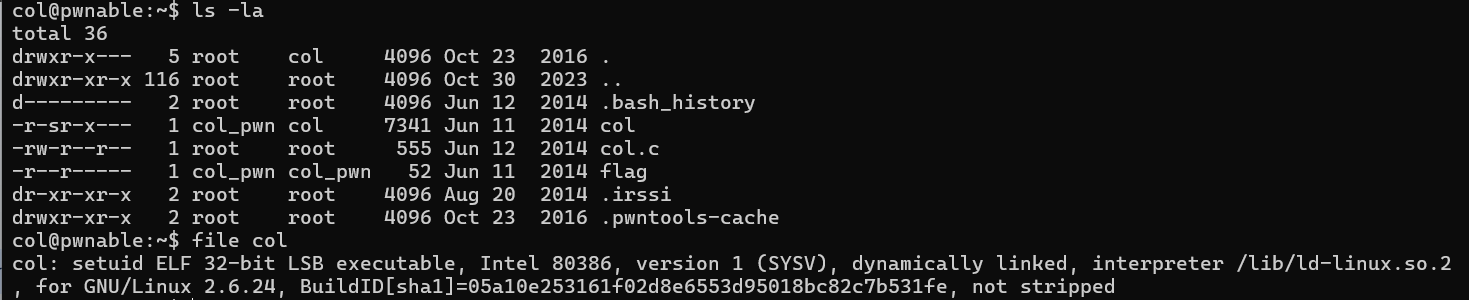 col@pwnable:~$ ls -la
total 36
drwxr-x---   5 root    col     4096 Oct 23  2016 .
drwxr-xr-x 116 root    root    4096 Oct 30  2023 ..
d---------   2 root    root    4096 Jun 12  2014 .bash_history
-r-sr-x---   1 col_pwn col     7341 Jun 11  2014 col
-rw-r--r--   1 root    root     555 Jun 12  2014 col.c
-r--r-----   1 col_pwn col_pwn   52 Jun 11  2014 flag
dr-xr-xr-x   2 root    root    4096 Aug 20  2014 .irssi
drwxr-xr-x   2 root    root    4096 Oct 23  2016 .pwntools-cache
col@pwnable:~$ file col
col: setuid ELF 32-bit LSB executable, Intel 80386, version 1 (SYSV), dynamically linked, interpreter /lib/ld-linux.so.2
, for GNU/Linux 2.6.24, BuildID[sha1]=05a10e253161f02d8e6553d95018bc82c7b531fe, not stripped